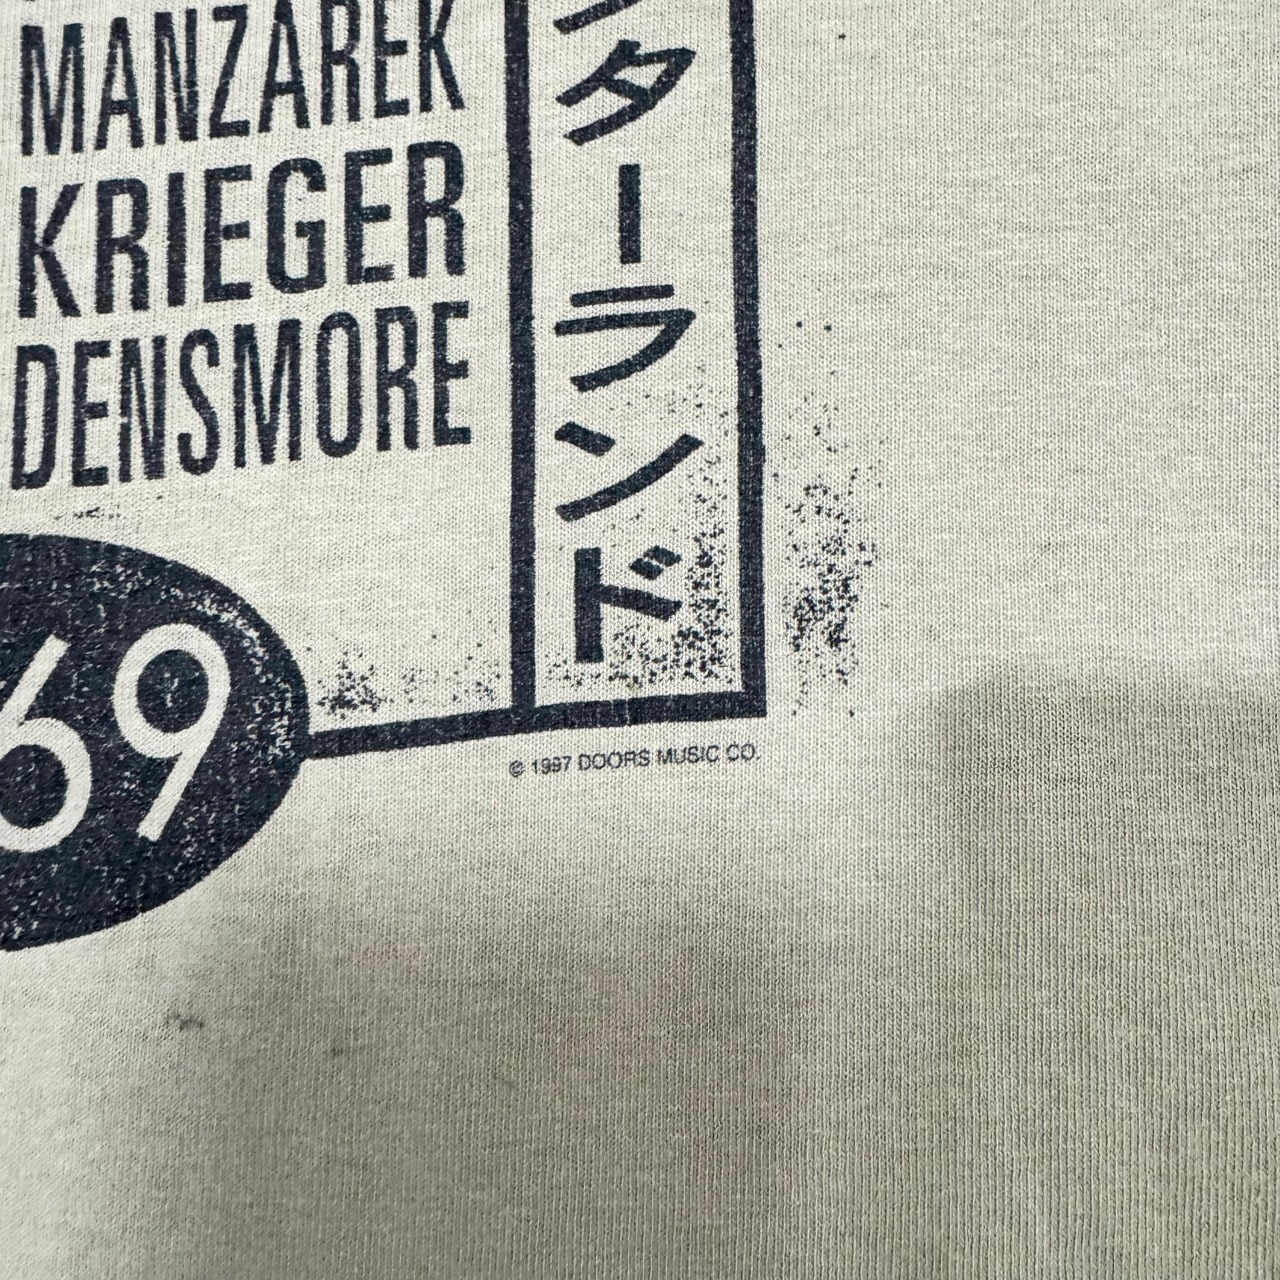 MANZAREK
KRIEGER
DENSMORE
ターランド
69
© 1997 DOORS MUSIC CO.